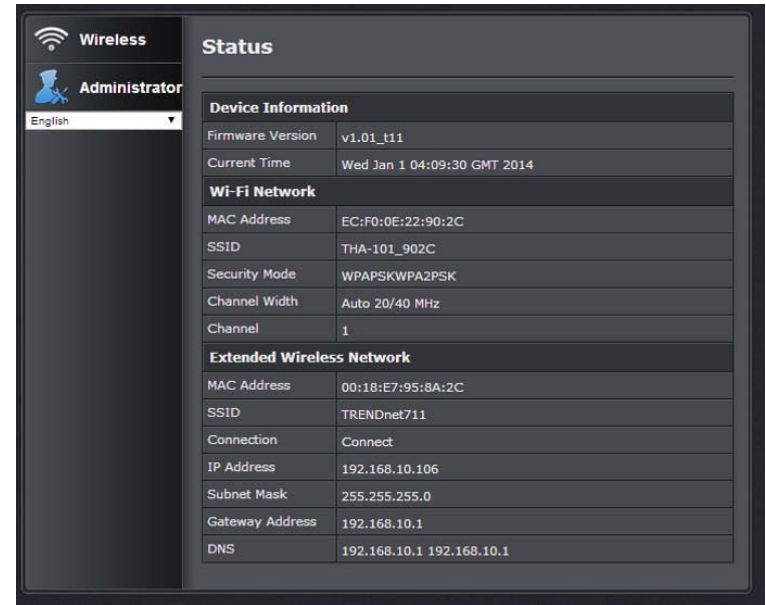 Wireless
Administrator
English
Status
Device Information
Firmware Version v1.01_t11
Current Time Wed Jan 1 04:09:30 GMT 2014
Wi-Fi Network
MAC Address EC:F0:0E:22:90:2C
SSID THA-101_902C
Security Mode WPAPSKWPA2PSK
Channel Width Auto 20/40 MHz
Channel 1
Extended Wireless Network
MAC Address 00:18:E7:95:8A:2C
SSID TRENDnet711
Connection Connect
IP Address 192.168.10.106
Subnet Mask 255.255.255.0
Gateway Address 192.168.10.1
DNS 192.168.10.1 192.168.10.1